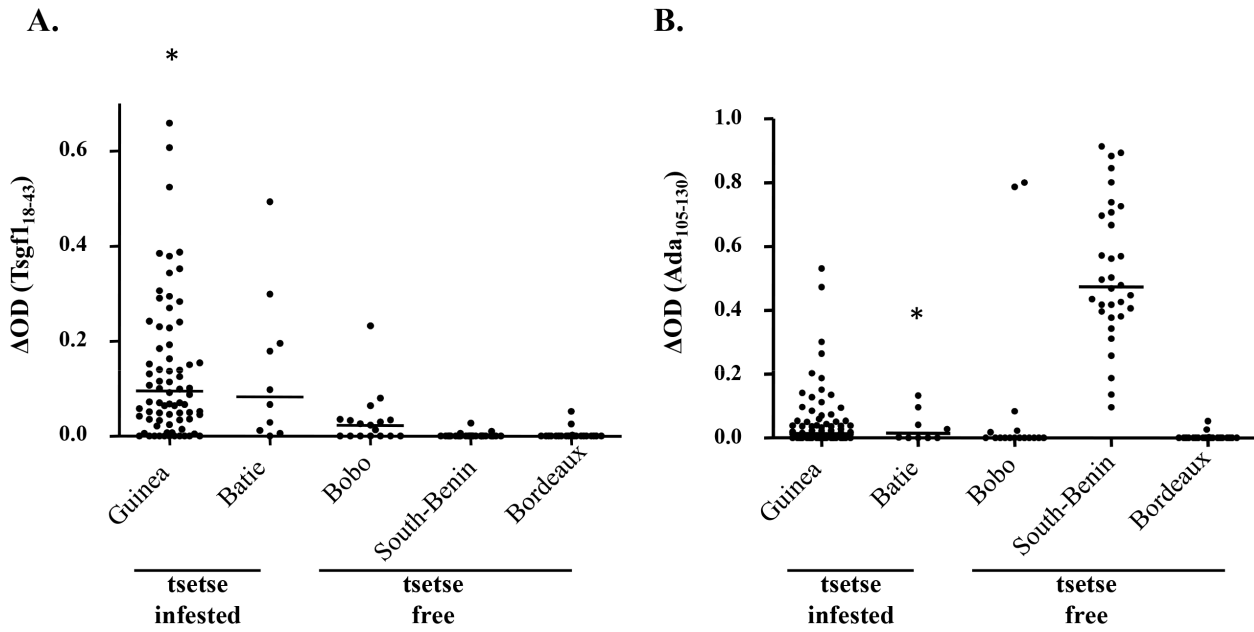 A.
*
ΔOD (Tsgf1₁₈₋₄₃)
0.6
0.4
0.2
0.0
Guinea
Batie
Bobo
South-Benin
Bordeaux
tsetse
infested
tsetse
free
B.
*
ΔOD (Ada₁₀₅₋₁₃₀)
1.0
0.8
0.6
0.4
0.2
0.0
Guinea
Batie
Bobo
South-Benin
Bordeaux
tsetse
infested
tsetse
free